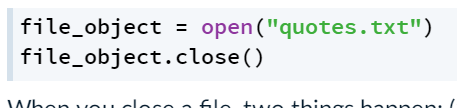 file_object = open("quotes.txt")
file_object.close()
When you close a file, two things happen: (